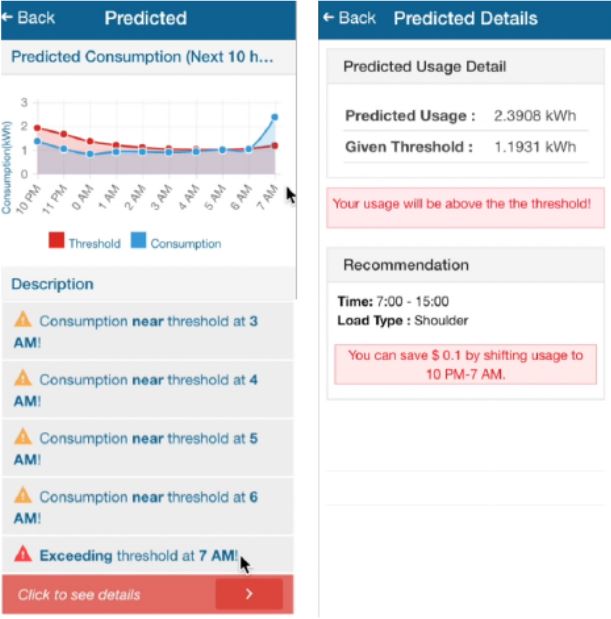 ← Back Predicted
Predicted Consumption (Next 10 h...
Consumption(kWh)
3
2
1
0
10 PM
11 PM
0 AM
1 AM
2 AM
3 AM
4 AM
5 AM
6 AM
7 AM
Threshold Consumption
Description
Consumption near threshold at 3
AM!
Consumption near threshold at 4
AM!
Consumption near threshold at 5
AM!
Consumption near threshold at 6
AM!
Exceeding threshold at 7 AM!
Click to see details
← Back Predicted Details
Predicted Usage Detail
Predicted Usage : 2.3908 kWh
Given Threshold : 1.1931 kWh
Your usage will be above the the threshold!
Recommendation
Time: 7:00 - 15:00
Load Type : Shoulder
You can save $ 0.1 by shifting usage to
10 PM-7 AM.